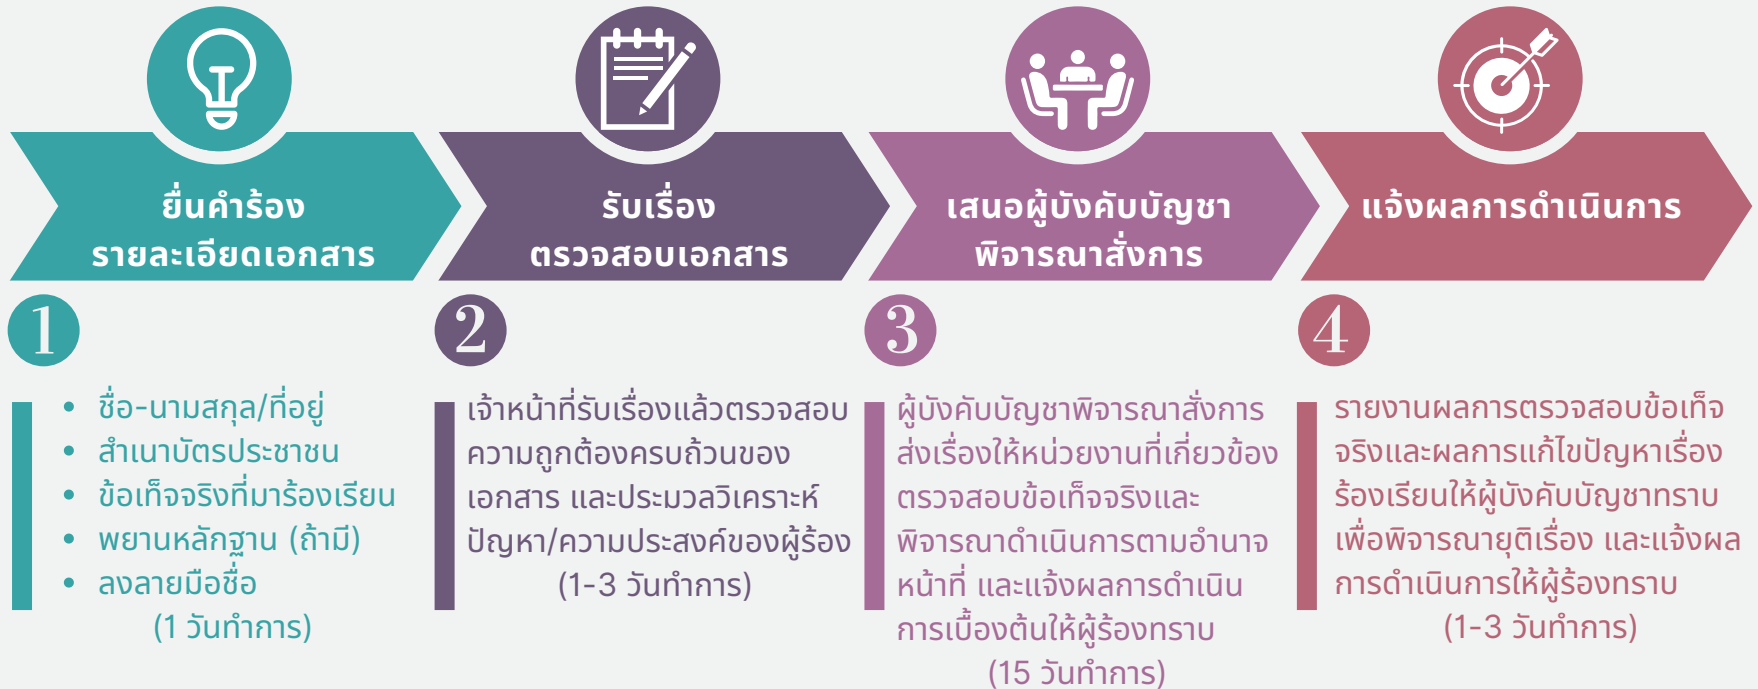 ยื่นคำร้อง
รายละเอียดเอกสาร
รับเรื่อง
ตรวจสอบเอกสาร
เสนอผู้บังคับบัญชา
พิจารณาสั่งการ
แจ้งผลการดำเนินการ
1
• ชื่อ-นามสกุล/ที่อยู่
• สำเนาบัตรประชาชน
• ข้อเท็จจริงที่มาร้องเรียน
• พยานหลักฐาน (ถ้ามี)
• ลงลายมือชื่อ
(1 วันทำการ)
2
เจ้าหน้าที่รับเรื่องแล้วตรวจสอบ
ความถูกต้องครบถ้วนของ
เอกสาร และประมวลวิเคราะห์
ปัญหา/ความประสงค์ของผู้ร้อง
(1-3 วันทำการ)
3
ผู้บังคับบัญชาพิจารณาสั่งการ
ส่งเรื่องให้หน่วยงานที่เกี่ยวข้อง
ตรวจสอบข้อเท็จจริงและ
พิจารณาดำเนินการตามอำนาจ
หน้าที่ และแจ้งผลการดำเนิน
การเบื้องต้นให้ผู้ร้องทราบ
(15 วันทำการ)
4
รายงานผลการตรวจสอบข้อเท็จ
จริงและผลการแก้ไขปัญหาเรื่อง
ร้องเรียนให้ผู้บังคับบัญชาทราบ
เพื่อพิจารณายุติเรื่อง และแจ้งผล
การดำเนินการให้ผู้ร้องทราบ
(1-3 วันทำการ)